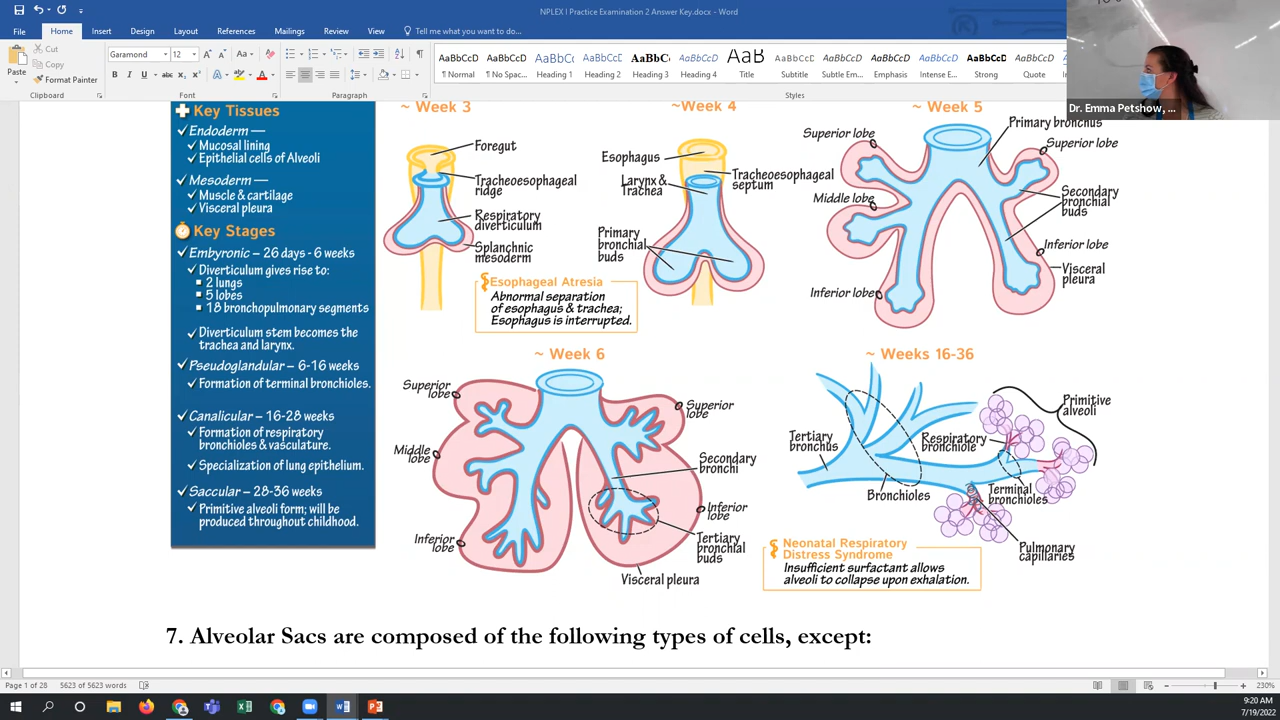 NPLEX I Practice Examination 2 Answer Key.docx - Word
File
Home
Insert
Design
Layout
References
Mailings
Review
View
Tell me what you want to do...
Paste
Cut
Copy
Format Painter
Clipboard
Garamond
12
Font
Paragraph
AaBbCcD
¶ Normal
AaBbCcD
¶ No Spac...
AaBbCcD
Heading 1
AaBbCcD
Heading 2
AaBbCc
Heading 3
AaBbCcD
Heading 4
AaB
Title
AaBbCcD
Subtitle
AaBbCcD
Subtle Em...
AaBbCcD
Emphasis
AaBbCcD
Intense E...
AaBbCcD
Strong
AaBbCcD
Quote
Styles
Dr. Emma Petshow, ...
Key Tissues
Endoderm —
Mucosal lining
Epithelial cells of Alveoli
Mesoderm —
Muscle & cartilage
Visceral pleura
Key Stages
Embyronic - 26 days - 6 weeks
Diverticulum gives rise to:
2 lungs
5 lobes
18 bronchopulmonary segments
Diverticulum stem becomes the
trachea and larynx.
Pseudoglandular - 6-16 weeks
Formation of terminal bronchioles.
Canalicular - 16-28 weeks
Formation of respiratory
bronchioles & vasculature.
Specialization of lung epithelium.
Saccular - 28-36 weeks
Primitive alveoli form; will be
produced throughout childhood.
~ Week 3
Foregut
Tracheoesophageal
ridge
Respiratory
diverticulum
Splanchnic
mesoderm
~Week 4
Esophagus
Larynx &
Trachea
Tracheoesophageal
septum
Primary
bronchial
buds
Esophageal Atresia
Abnormal separation
of esophagus & trachea;
Esophagus is interrupted.
~ Week 5
Primary bronchus
Superior lobe
Superior lobe
Middle lobe
Secondary
bronchial
buds
Inferior lobe
Inferior lobe
Visceral
pleura
~ Week 6
Superior
lobe
Superior
lobe
Middle
lobe
Secondary
bronchi
Inferior
lobe
Inferior
lobe
Tertiary
bronchial
buds
Visceral pleura
~ Weeks 16-36
Primitive
alveoli
Tertiary
bronchus
Respiratory
bronchiole
Bronchioles
Terminal
bronchioles
Pulmonary
capillaries
Neonatal Respiratory
Distress Syndrome
Insufficient surfactant allows
alveoli to collapse upon exhalation.
7. Alveolar Sacs are composed of the following types of cells, except:
Page 1 of 28
5623 of 5623 words
230%
9:20 AM
7/19/2022